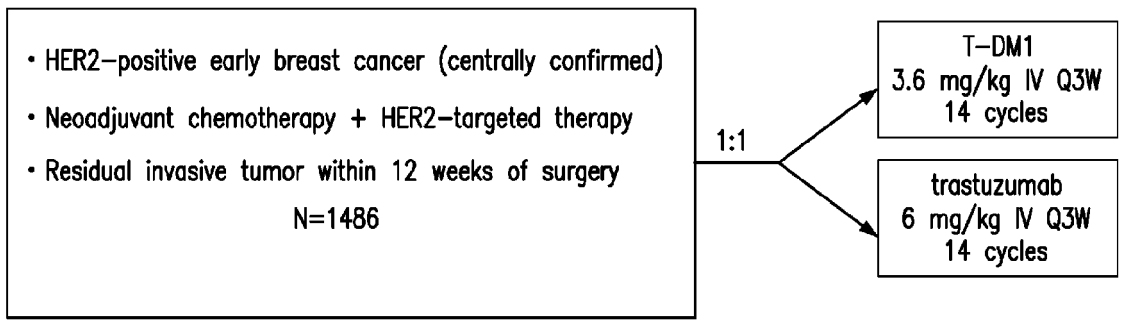 • HER2-positive early breast cancer (centrally confirmed)
• Neoadjuvant chemotherapy + HER2-targeted therapy
• Residual invasive tumor within 12 weeks of surgery
N=1486
1:1
T-DM1
3.6 mg/kg IV Q3W
14 cycles
trastuzumab
6 mg/kg IV Q3W
14 cycles